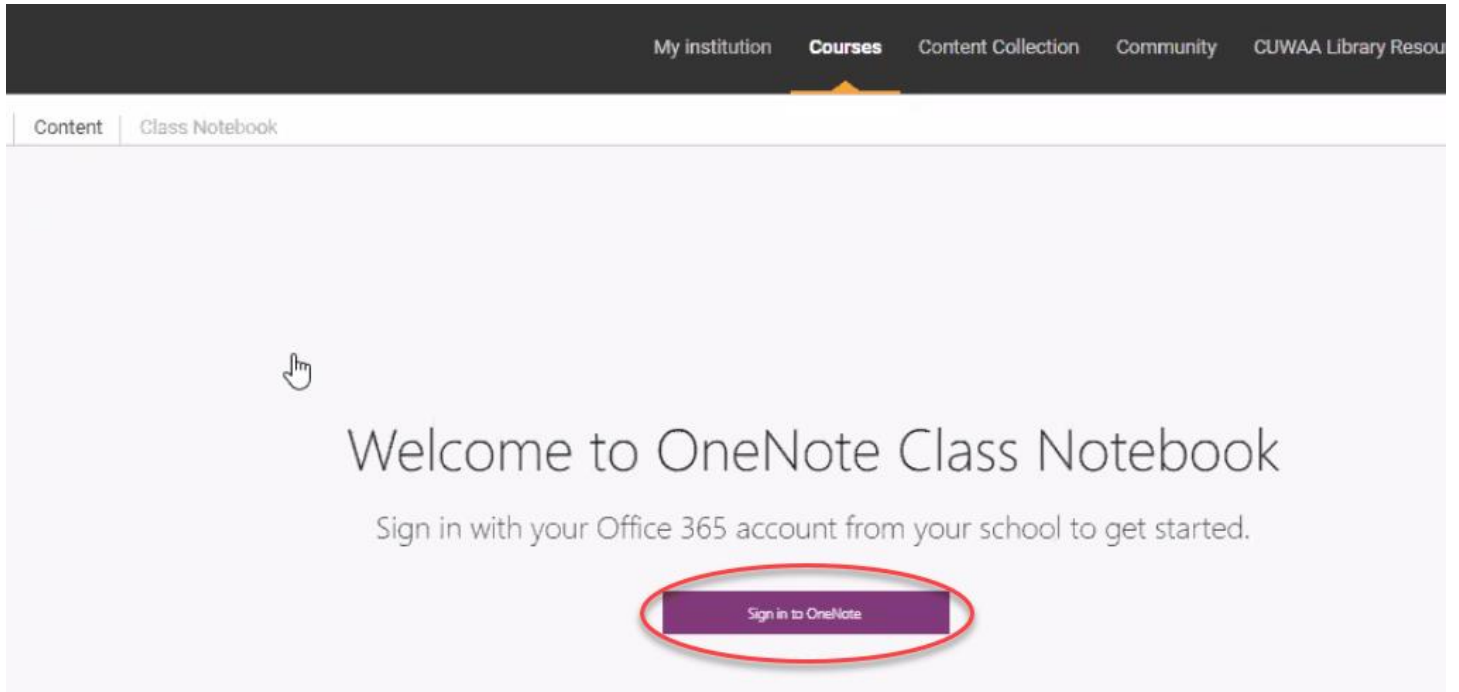 My institution Courses Content Collection Community CUWAA Library Resou
Content Class Notebook
Welcome to OneNote Class Notebook
Sign in with your Office 365 account from your school to get started.
Sign in to OneNote